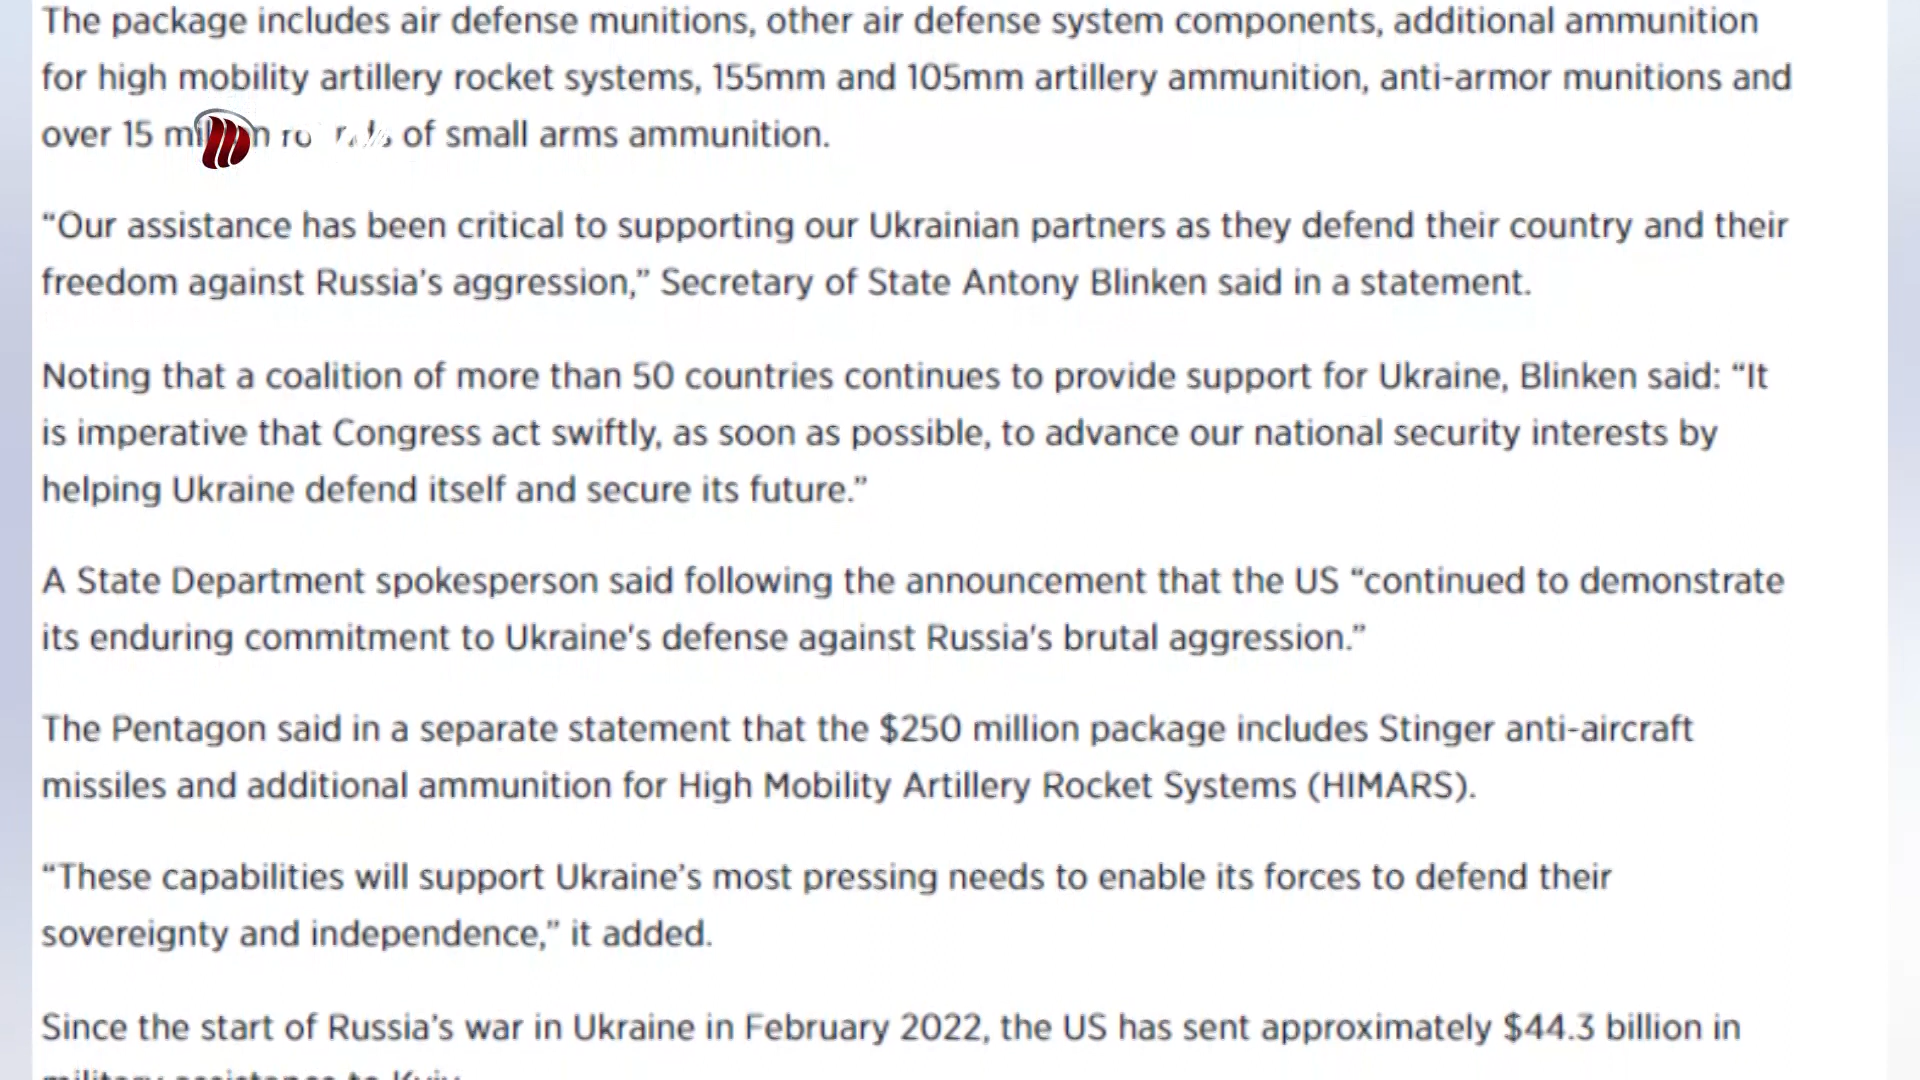 The package includes air defense munitions, other air defense system components, additional ammunition
for high mobility artillery rocket systems, 155mm and 105mm artillery ammunition, anti-armor munitions and
over 15 million rounds of small arms ammunition.
“Our assistance has been critical to supporting our Ukrainian partners as they defend their country and their
freedom against Russia’s aggression,” Secretary of State Antony Blinken said in a statement.
Noting that a coalition of more than 50 countries continues to provide support for Ukraine, Blinken said: “It
is imperative that Congress act swiftly, as soon as possible, to advance our national security interests by
helping Ukraine defend itself and secure its future.”
A State Department spokesperson said following the announcement that the US “continued to demonstrate
its enduring commitment to Ukraine's defense against Russia's brutal aggression.”
The Pentagon said in a separate statement that the $250 million package includes Stinger anti-aircraft
missiles and additional ammunition for High Mobility Artillery Rocket Systems (HIMARS).
“These capabilities will support Ukraine’s most pressing needs to enable its forces to defend their
sovereignty and independence,” it added.
Since the start of Russia’s war in Ukraine in February 2022, the US has sent approximately $44.3 billion in
military assistance to Kyiv.